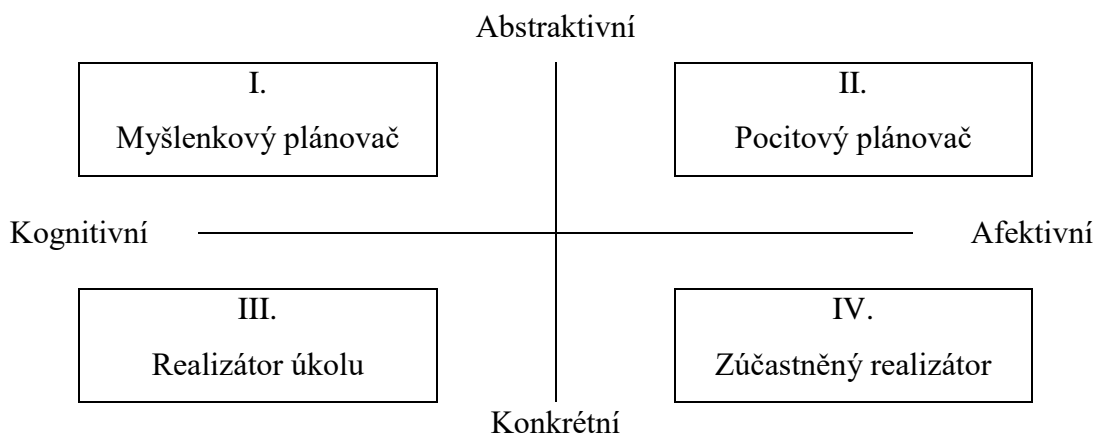 Abstraktivní
I.
Myšlenkový plánovač
II.
Pocitový plánovač
Kognitivní
Afektivní
III.
Realizátor úkolu
IV.
Zúčastněný realizátor
Konkrétní